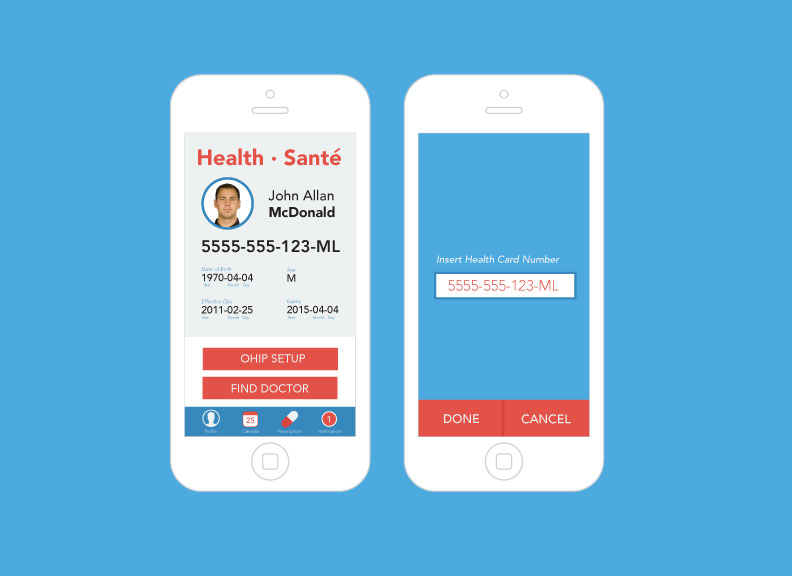 Health · Santé
John Allan
McDonald
5555-555-123-ML
Date of Birth
Sex
1970-04-04
M
Year Month Day
Effective Day
Expiry
2011-02-25
2015-04-04
Year Month Day
Year Month Day
OHIP SETUP
FIND DOCTOR
25
1
Profile
Calendar
Prescriptions
Notifications
Insert Health Card Number
5555-555-123-ML
DONE
CANCEL